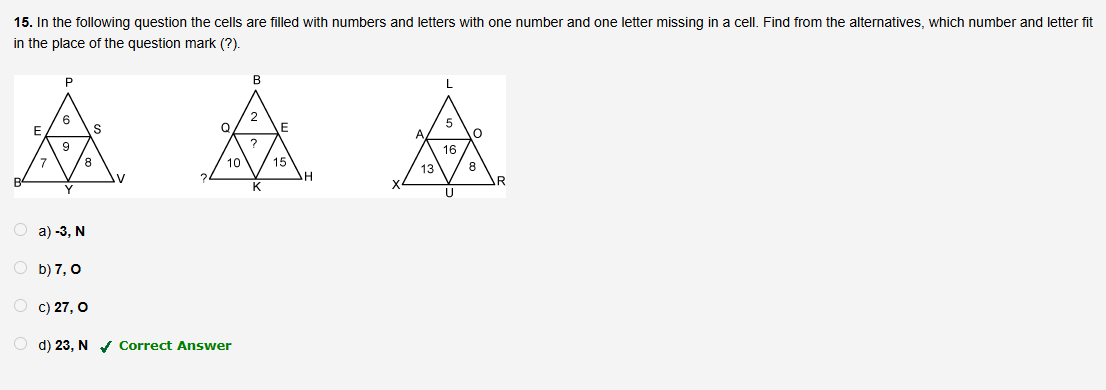 15. In the following question the cells are filled with numbers and letters with one number and one letter missing in a cell. Find from the alternatives, which number and letter fit
in the place of the question mark (?).
P B L
6 2 5
E S Q E A O
9 ? 16
7 8 10 15 13 8
B Y V ? K H X U R
a) -3, N
b) 7, O
c) 27, O
d) 23, N ✓ Correct Answer